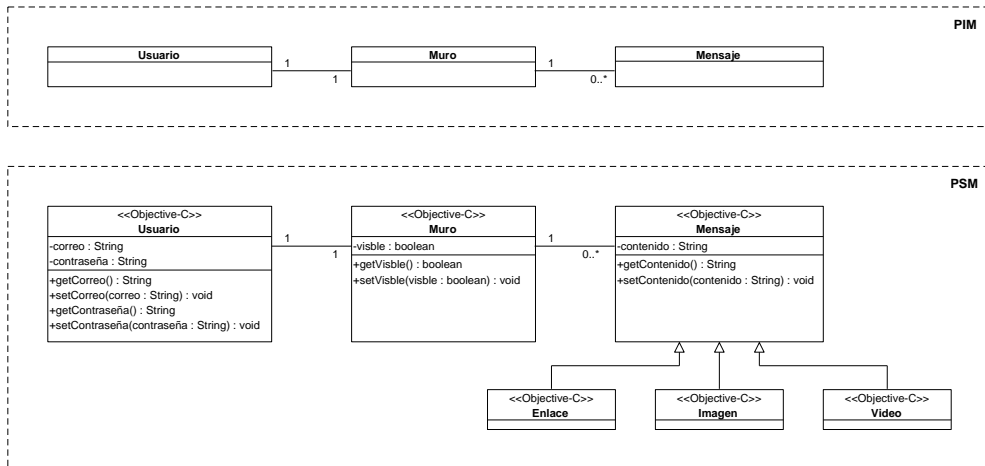 PIM
Usuario
Muro
Mensaje
1
1
1
0..*
PSM
<<Objective-C>>
Usuario
-correo : String
-contraseña : String
+getCorreo() : String
+setCorreo(correo : String) : void
+getContraseña() : String
+setContraseña(contraseña : String) : void
1
1
<<Objective-C>>
Muro
-visble : boolean
+getVisble() : boolean
+setVisble(visble : boolean) : void
1
0..*
<<Objective-C>>
Mensaje
-contenido : String
+getContenido() : String
+setContenido(contenido : String) : void
<<Objective-C>>
Enlace
<<Objective-C>>
Imagen
<<Objective-C>>
Video